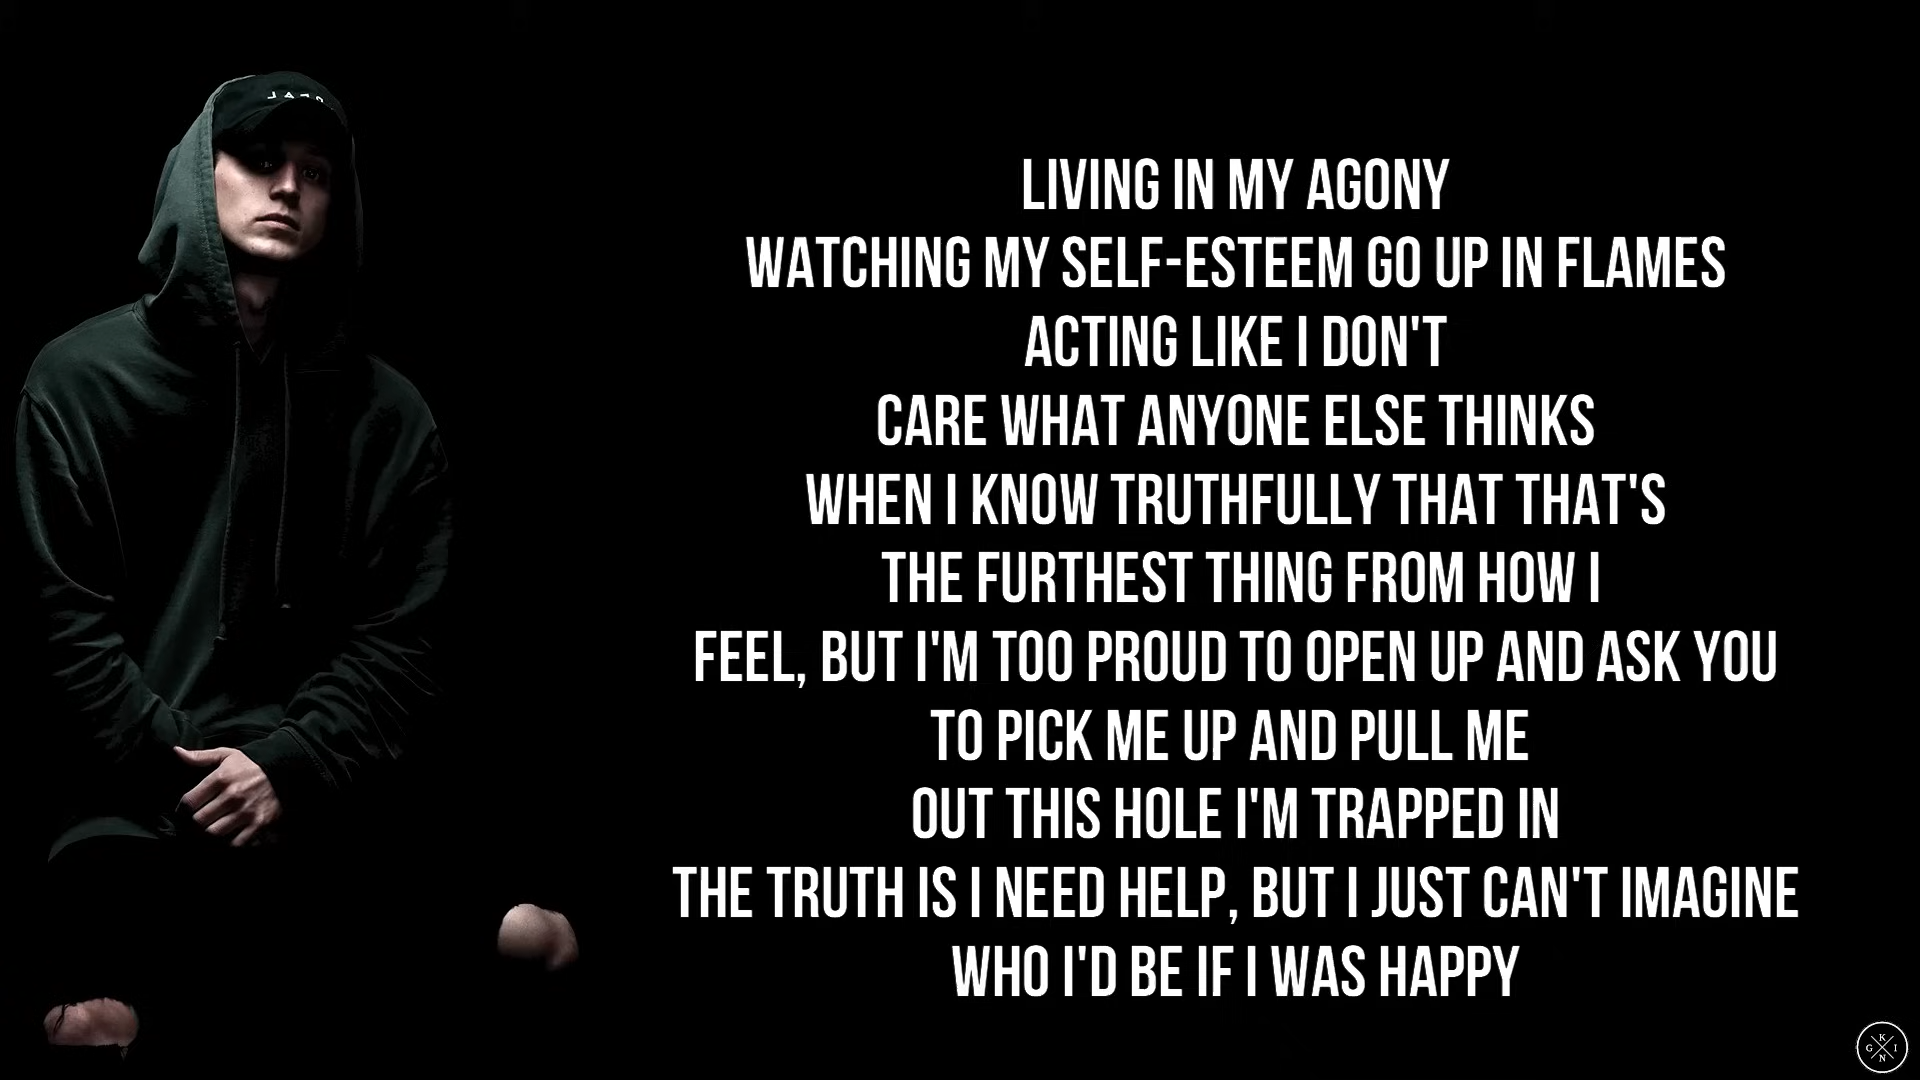 LIVING IN MY AGONY
WATCHING MY SELF-ESTEEM GO UP IN FLAMES
ACTING LIKE I DON'T
CARE WHAT ANYONE ELSE THINKS
WHEN I KNOW TRUTHFULLY THAT THAT'S
THE FURTHEST THING FROM HOW I
FEEL, BUT I'M TOO PROUD TO OPEN UP AND ASK YOU
TO PICK ME UP AND PULL ME
OUT THIS HOLE I'M TRAPPED IN
THE TRUTH IS I NEED HELP, BUT I JUST CAN'T IMAGINE
WHO I'D BE IF I WAS HAPPY
K
G I
N